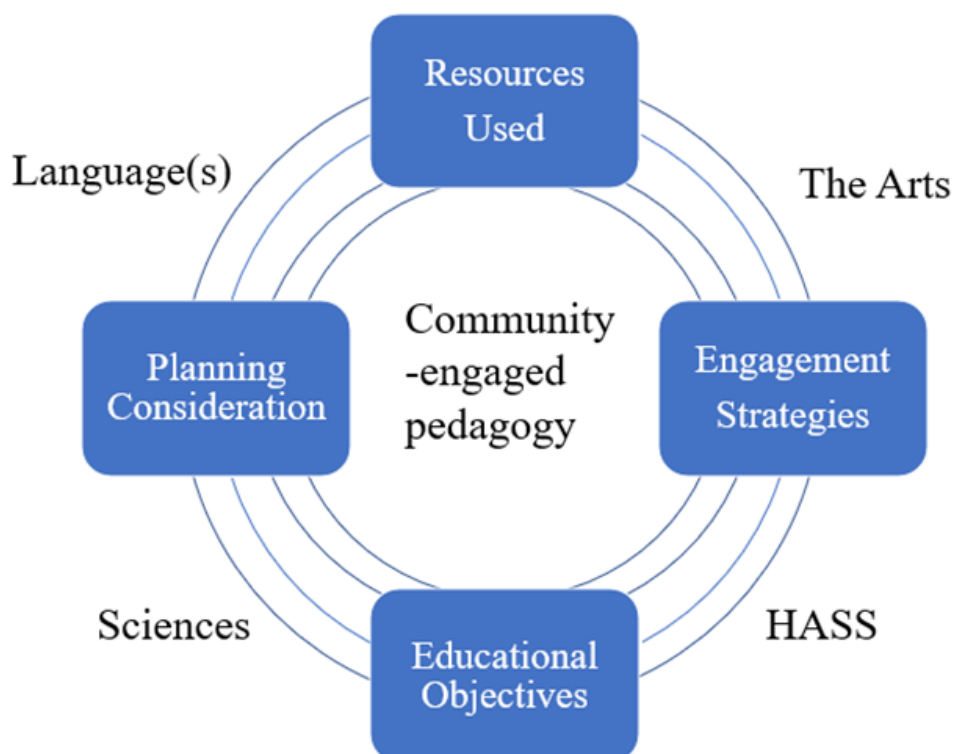 Resources
Used
Language(s)
The Arts
Community
-engaged
pedagogy
Planning
Consideration
Engagement
Strategies
Sciences
HASS
Educational
Objectives